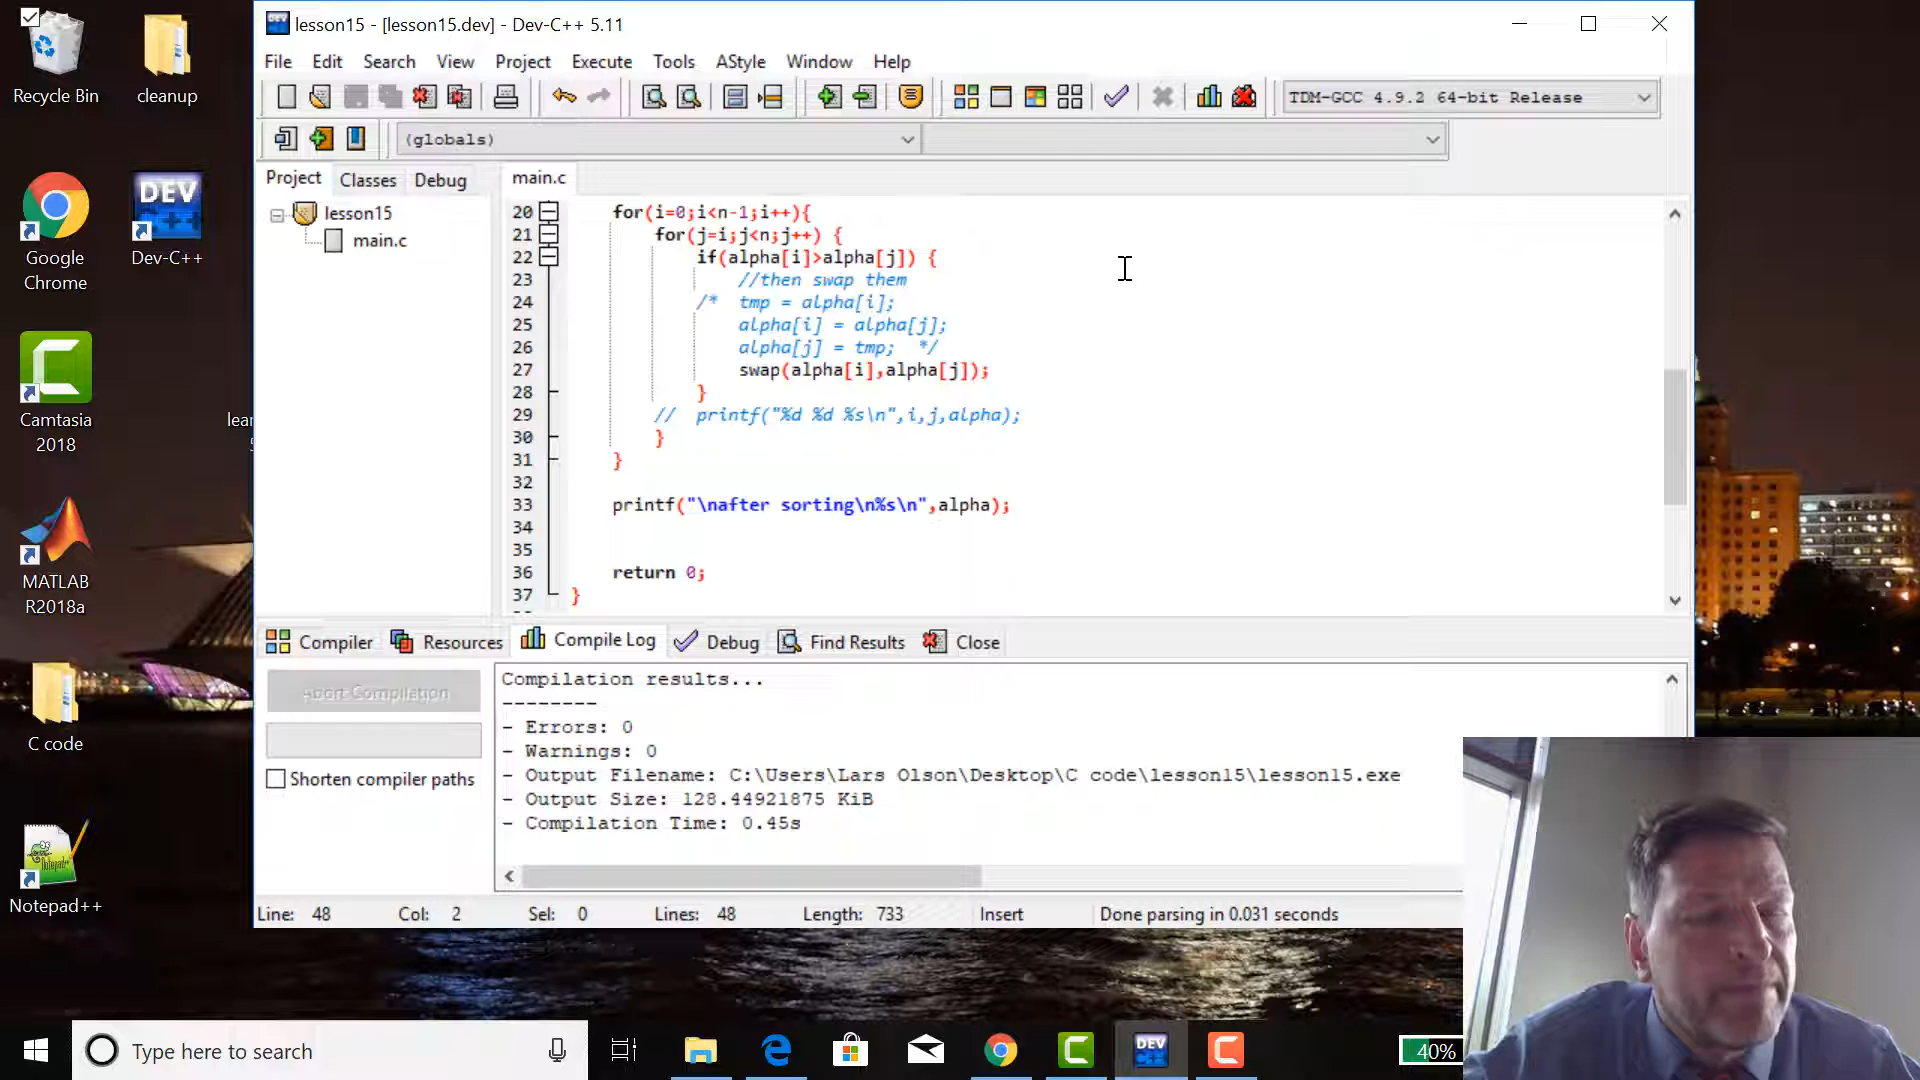 Recycle Bin
cleanup
Google
Chrome
DEV
C++
Dev-C++
Camtasia
2018
lear
MATLAB
R2018a
C code
Notepad++
lesson15 - [lesson15.dev] - Dev-C++ 5.11
File Edit Search View Project Execute Tools AStyle Window Help
TDM-GCC 4.9.2 64-bit Release
(globals)
Project Classes Debug
lesson15
main.c
main.c
20 for(i=0;i<n-1;i++){
21 for(j=i;j<n;j++) {
22 if(alpha[i]>alpha[j]) {
23 //then swap them
24 /* tmp = alpha[i];
25 alpha[i] = alpha[j];
26 alpha[j] = tmp; */
27 swap(alpha[i],alpha[j]);
28 }
29 // printf("%d %d %s\n",i,j,alpha);
30 }
31 }
32
33 printf("\nafter sorting\n%s\n",alpha);
34
35
36 return 0;
37 }
Compiler Resources Compile Log Debug Find Results Close
Abort Compilation
Shorten compiler paths
Compilation results...
--------
- Errors: 0
- Warnings: 0
- Output Filename: C:\Users\Lars Olson\Desktop\C code\lesson15\lesson15.exe
- Output Size: 128.44921875 KiB
- Compilation Time: 0.45s
Line: 48 Col: 2 Sel: 0 Lines: 48 Length: 733 Insert Done parsing in 0.031 seconds
Type here to search
DEV
C++
40%